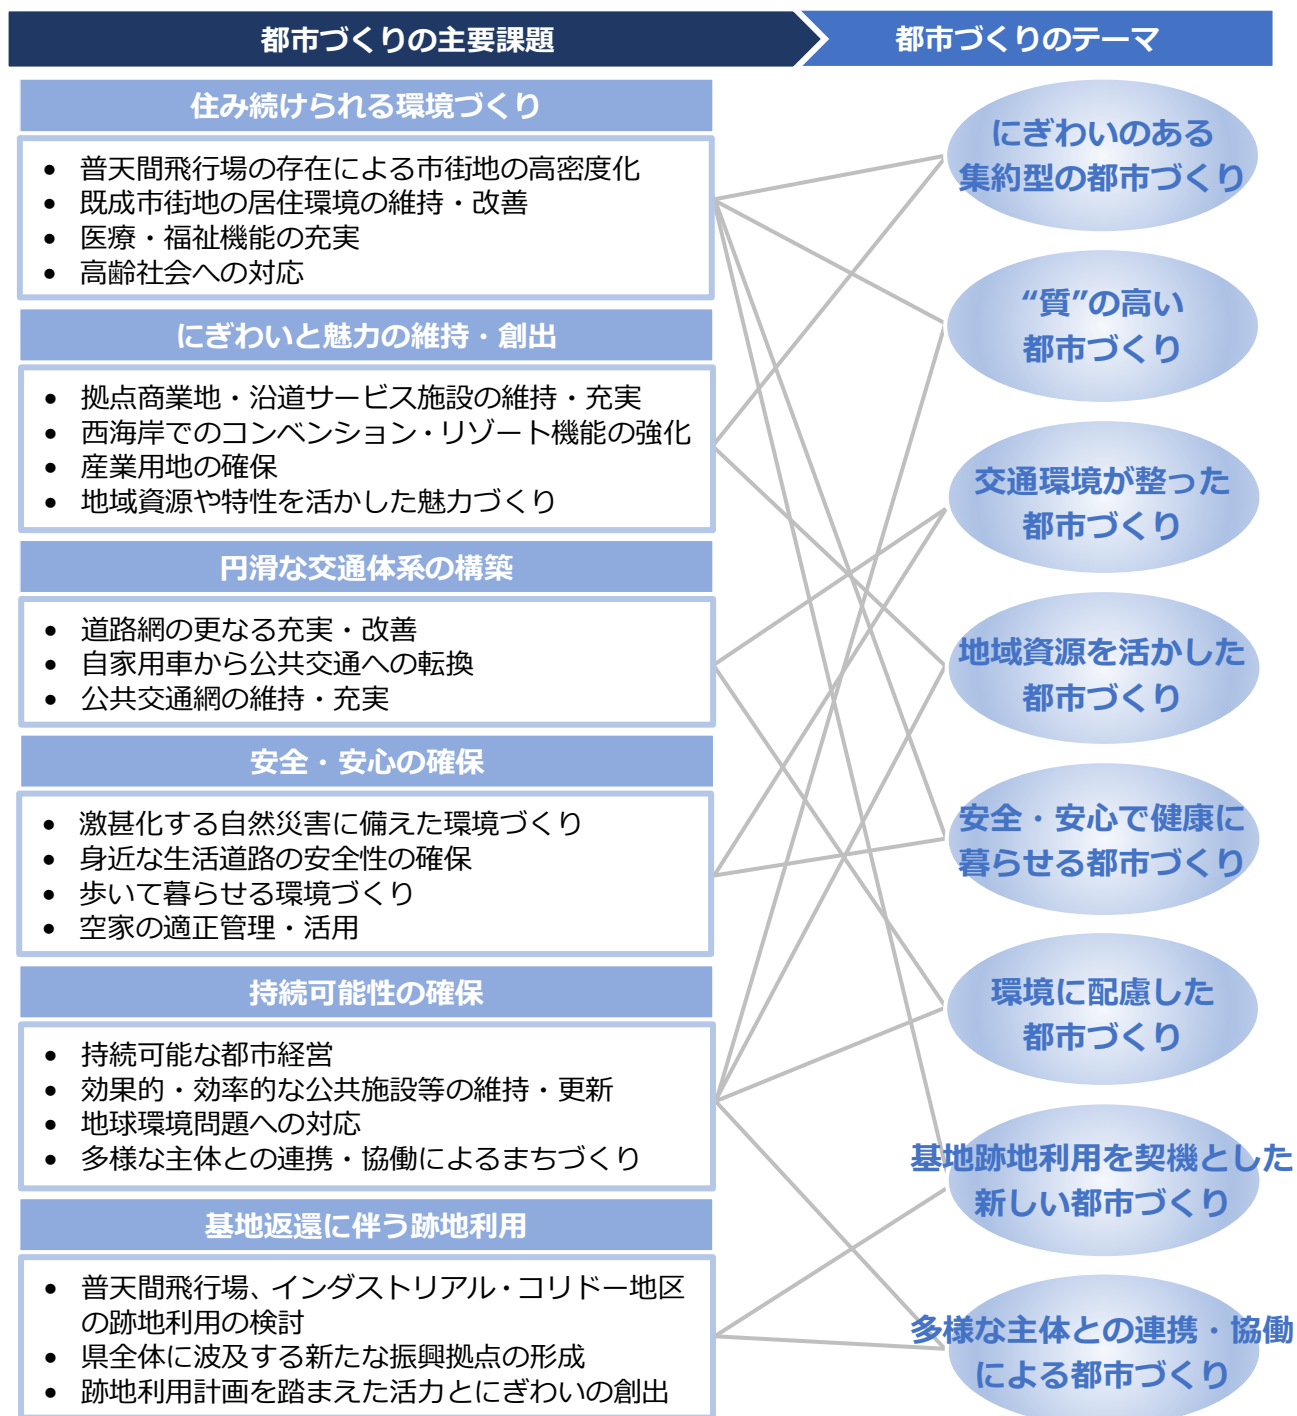 都市づくりの主要課題
都市づくりのテーマ
住み続けられる環境づくり
• 普天間飛行場の存在による市街地の高密度化
• 既成市街地の居住環境の維持・改善
• 医療・福祉機能の充実
• 高齢社会への対応
にぎわいと魅力の維持・創出
• 拠点商業地・沿道サービス施設の維持・充実
• 西海岸でのコンベンション・リゾート機能の強化
• 産業用地の確保
• 地域資源や特性を活かした魅力づくり
円滑な交通体系の構築
• 道路網の更なる充実・改善
• 自家用車から公共交通への転換
• 公共交通網の維持・充実
安全・安心の確保
• 激甚化する自然災害に備えた環境づくり
• 身近な生活道路の安全性の確保
• 歩いて暮らせる環境づくり
• 空家の適正管理・活用
持続可能性の確保
• 持続可能な都市経営
• 効果的・効率的な公共施設等の維持・更新
• 地球環境問題への対応
• 多様な主体との連携・協働によるまちづくり
基地返還に伴う跡地利用
• 普天間飛行場、インダストリアル・コリドー地区
の跡地利用の検討
• 県全体に波及する新たな振興拠点の形成
• 跡地利用計画を踏まえた活力とにぎわいの創出
にぎわいのある
集約型の都市づくり
“質”の高い
都市づくり
交通環境が整った
都市づくり
地域資源を活かした
都市づくり
安全・安心で健康に
暮らせる都市づくり
環境に配慮した
都市づくり
基地跡地利用を契機とした
新しい都市づくり
多様な主体との連携・協働
による都市づくり